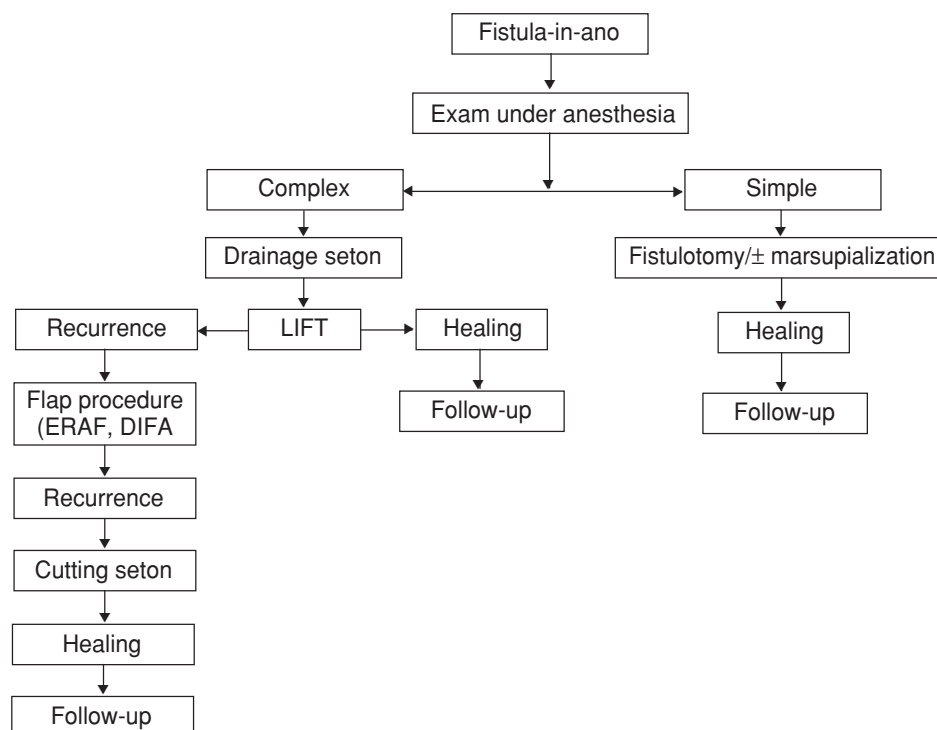 Fistula-in-ano
Exam under anesthesia
Complex
Simple
Drainage seton
Fistulotomy/± marsupialization
Recurrence
LIFT
Healing
Healing
Flap procedure
(ERAF, DIFA
Follow-up
Follow-up
Recurrence
Cutting seton
Healing
Follow-up